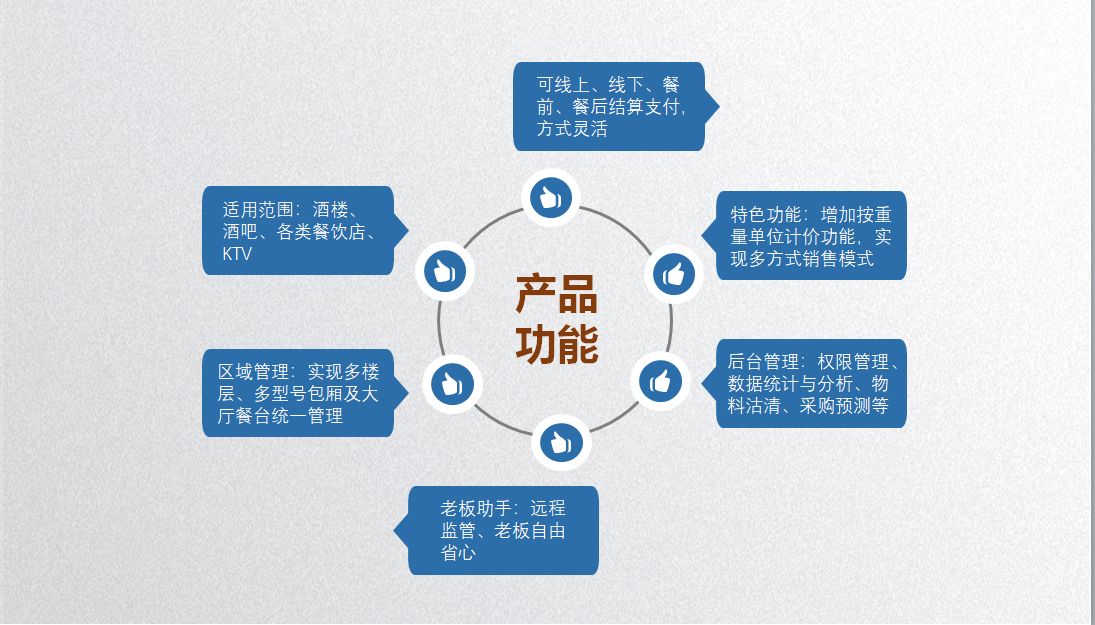 可线上、线下、餐
前、餐后结算支付,
方式灵活
适用范围：酒楼、
酒吧、各类餐饮店、
KTV
特色功能：增加按重
量单位计价功能，实
现多方式销售模式
产品
功能
区域管理：实现多楼
层、多型号包厢及大
厅餐台统一管理
后台管理：权限管理、
数据统计与分析、物
料沽清、采购预测等
老板助手：远程
监管、老板自由
省心